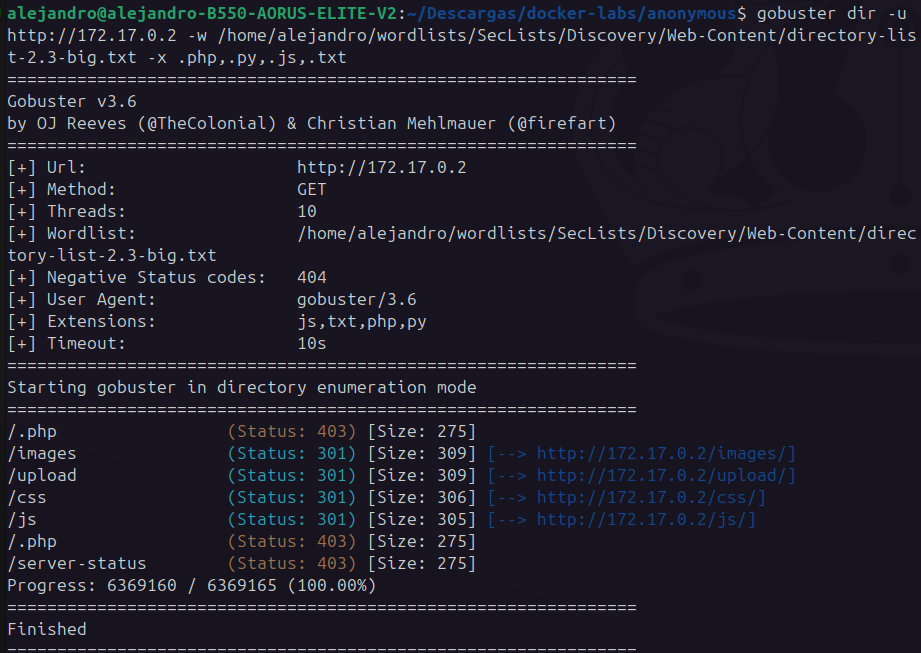 alejandro@alejandro-B550-AORUS-ELITE-V2:~/Descargas/docker-labs/anonymous$ gobuster dir -u
http://172.17.0.2 -w /home/alejandro/wordlists/SecLists/Discovery/Web-Content/directory-lis
t-2.3-big.txt -x .php,.py,.js,.txt
===============================================================
Gobuster v3.6
by OJ Reeves (@TheColonial) & Christian Mehlmauer (@firefart)
===============================================================
[+] Url:                     http://172.17.0.2
[+] Method:                  GET
[+] Threads:                 10
[+] Wordlist:                /home/alejandro/wordlists/SecLists/Discovery/Web-Content/direc
tory-list-2.3-big.txt
[+] Negative Status codes:   404
[+] User Agent:              gobuster/3.6
[+] Extensions:              js,txt,php,py
[+] Timeout:                 10s
===============================================================
Starting gobuster in directory enumeration mode
===============================================================
/.php                 (Status: 403) [Size: 275]
/images               (Status: 301) [Size: 309] [--> http://172.17.0.2/images/]
/upload               (Status: 301) [Size: 309] [--> http://172.17.0.2/upload/]
/css                  (Status: 301) [Size: 306] [--> http://172.17.0.2/css/]
/js                   (Status: 301) [Size: 305] [--> http://172.17.0.2/js/]
/.php                 (Status: 403) [Size: 275]
/server-status        (Status: 403) [Size: 275]
Progress: 6369160 / 6369165 (100.00%)
===============================================================
Finished
===============================================================